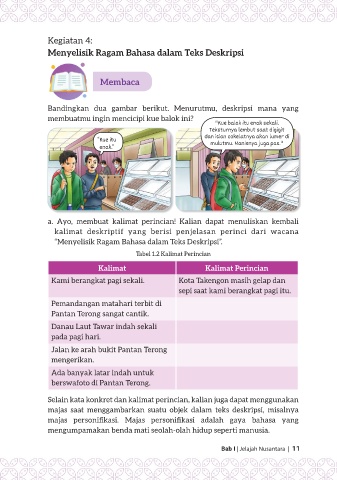 Kegiatan 4:
Menyelisik Ragam Bahasa dalam Teks Deskripsi
Membaca
Bandingkan dua gambar berikut. Menurutmu, deskripsi mana yang
membuatmu ingin mencicipi kue balok ini?
"Kue itu
enak."
"Kue balok itu enak sekali.
Teksturnya lembut saat digigit
dan isian cokelatnya akan lumer di
mulutmu. Manisnya juga pas."
a. Ayo, membuat kalimat perincian! Kalian dapat menuliskan kembali
kalimat deskriptif yang berisi penjelasan perinci dari wacana
"Menyelisik Ragam Bahasa dalam Teks Deskripsi".
Tabel 1.2 Kalimat Perincian
Kalimat
Kalimat Perincian
Kami berangkat pagi sekali.
Kota Takengon masih gelap dan
sepi saat kami berangkat pagi itu.
Pemandangan matahari terbit di
Pantan Terong sangat cantik.
Danau Laut Tawar indah sekali
pada pagi hari.
Jalan ke arah bukit Pantan Terong
mengerikan.
Ada banyak latar indah untuk
berswafoto di Pantan Terong.
Selain kata konkret dan kalimat perincian, kalian juga dapat menggunakan
majas saat menggambarkan suatu objek dalam teks deskripsi, misalnya
majas personifikasi. Majas personifikasi adalah gaya bahasa yang
mengumpamakan benda mati seolah-olah hidup seperti manusia.
Bab I | Jelajah Nusantara | 11